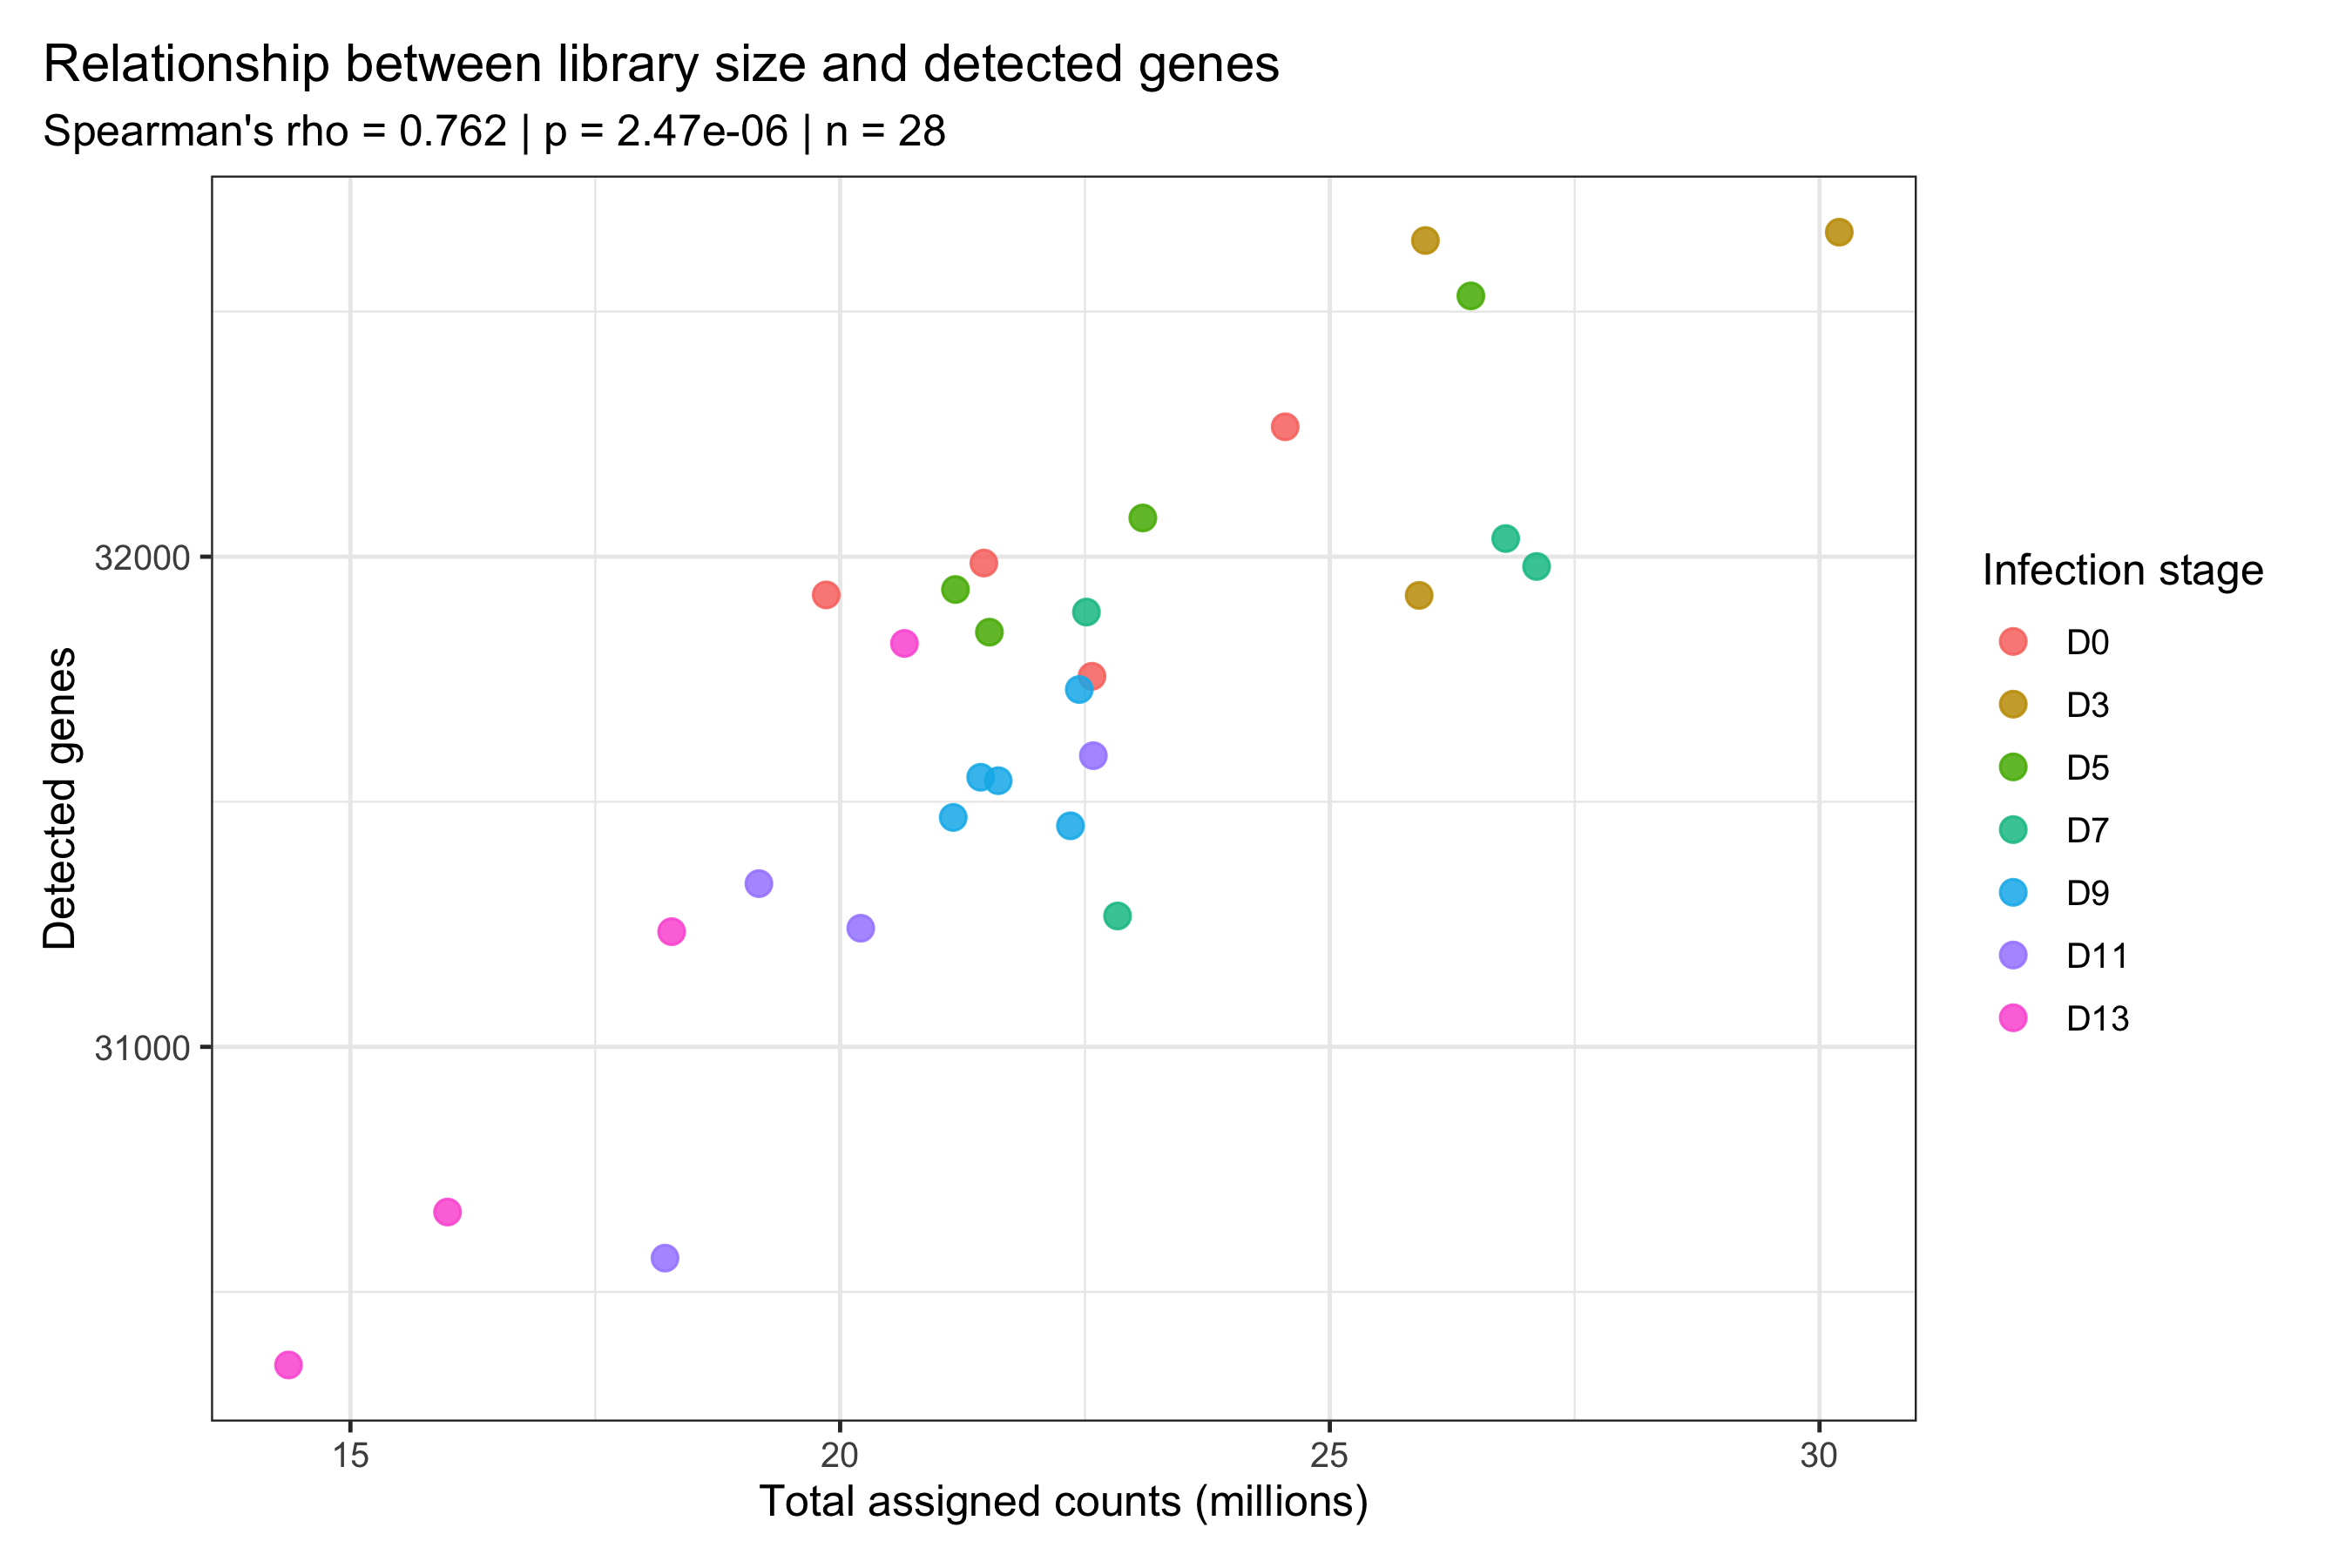 Relationship between library size and detected genes
Spearman's rho = 0.762 | p = 2.47e-06 | n = 28
32000
31000
Detected genes
15
20
25
30
Total assigned counts (millions)
Infection stage
D0
D3
D5
D7
D9
D11
D13